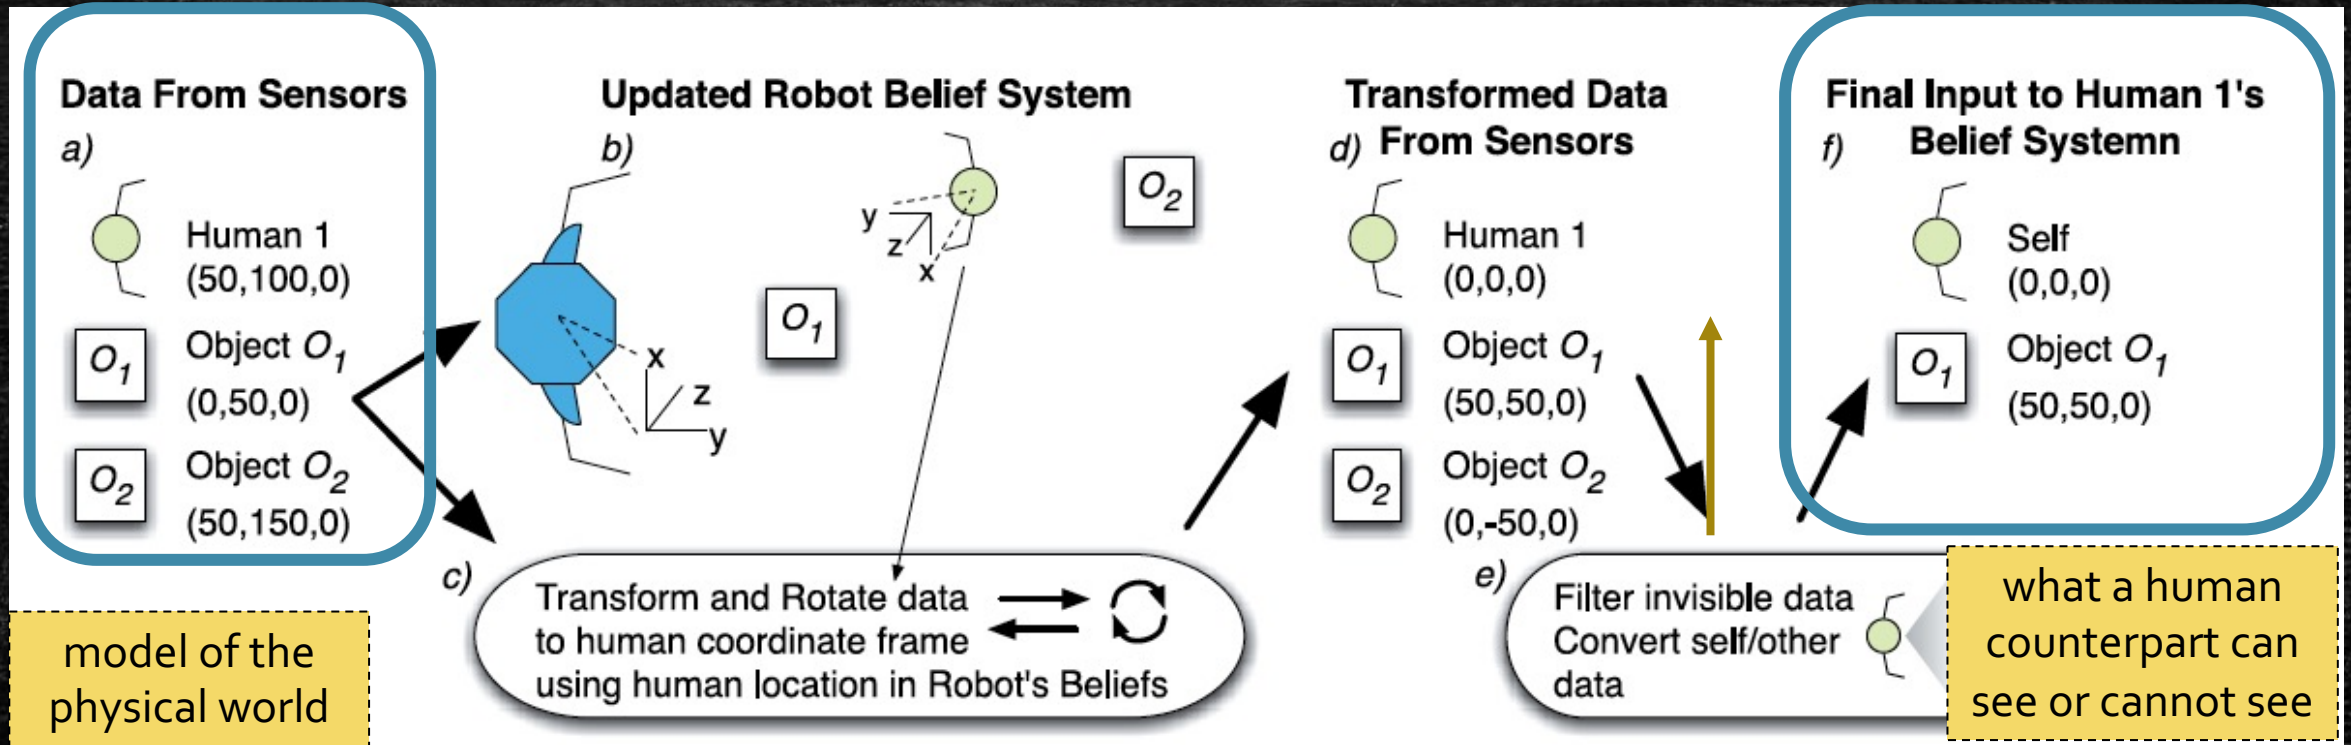 Data From Sensors
a)
Human 1
(50,100,0)
O1
Object O1
(0,50,0)
O2
Object O2
(50,150,0)
model of the
physical world
Updated Robot Belief System
b)
x
z
y
O1
y
z
x
O2
c)
Transform and Rotate data
to human coordinate frame
using human location in Robot's Beliefs
Transformed Data
d) From Sensors
Human 1
(0,0,0)
O1
Object O1
(50,50,0)
O2
Object O2
(0,-50,0)
e)
Filter invisible data
Convert self/other
data
Final Input to Human 1's
f) Belief Systemn
Self
(0,0,0)
O1
Object O1
(50,50,0)
what a human
counterpart can
see or cannot see